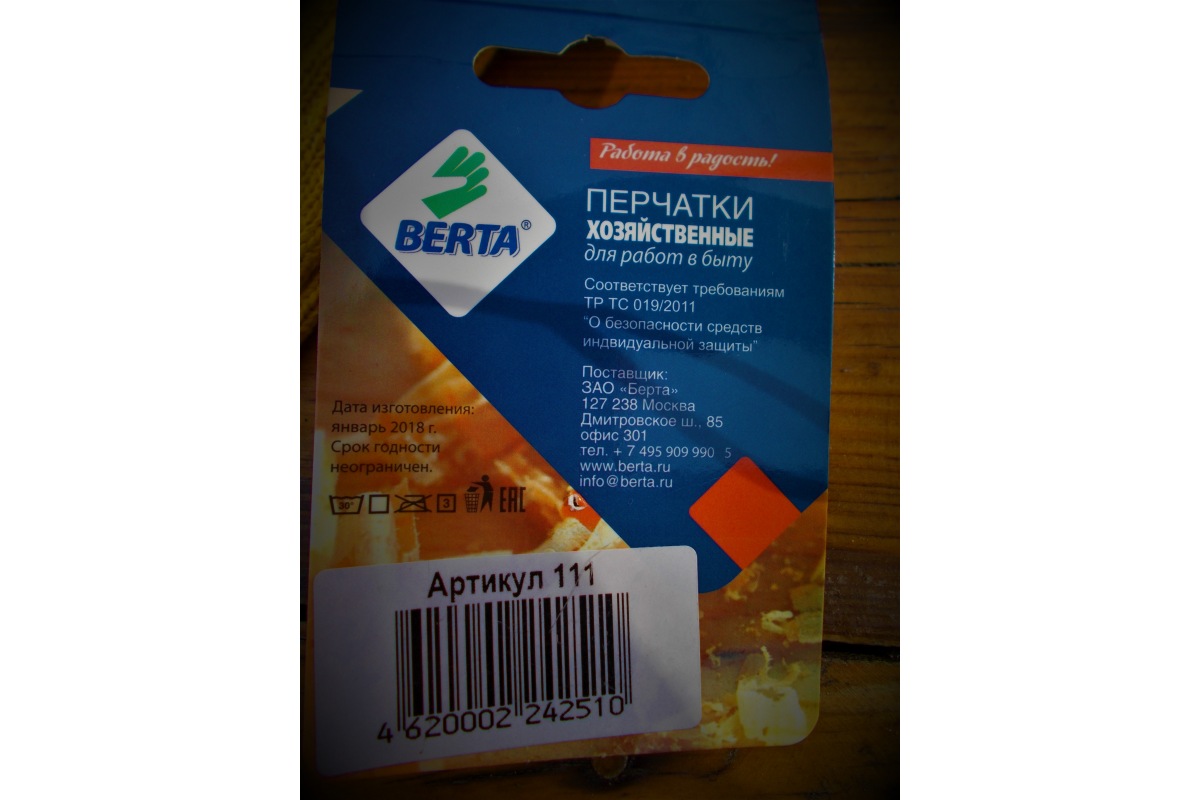 Работа в радость!
BERTA®
ПЕРЧАТКИ
ХОЗЯЙСТВЕННЫЕ
для работ в быту
Соответствует требованиям
ТР ТС 019/2011
"О безопасности средств
индвидуальной защиты"
Поставщик:
ЗАО «Берта»
127 238 Москва
Дмитровское ш., 85
офис 301
тел. + 7 495 909 990 5
www.berta.ru
info@berta.ru
Дата изготовления:
январь 2018 г.
Срок годности
неограничен.
30° 3 EAC
Артикул 111
4 620002 242510